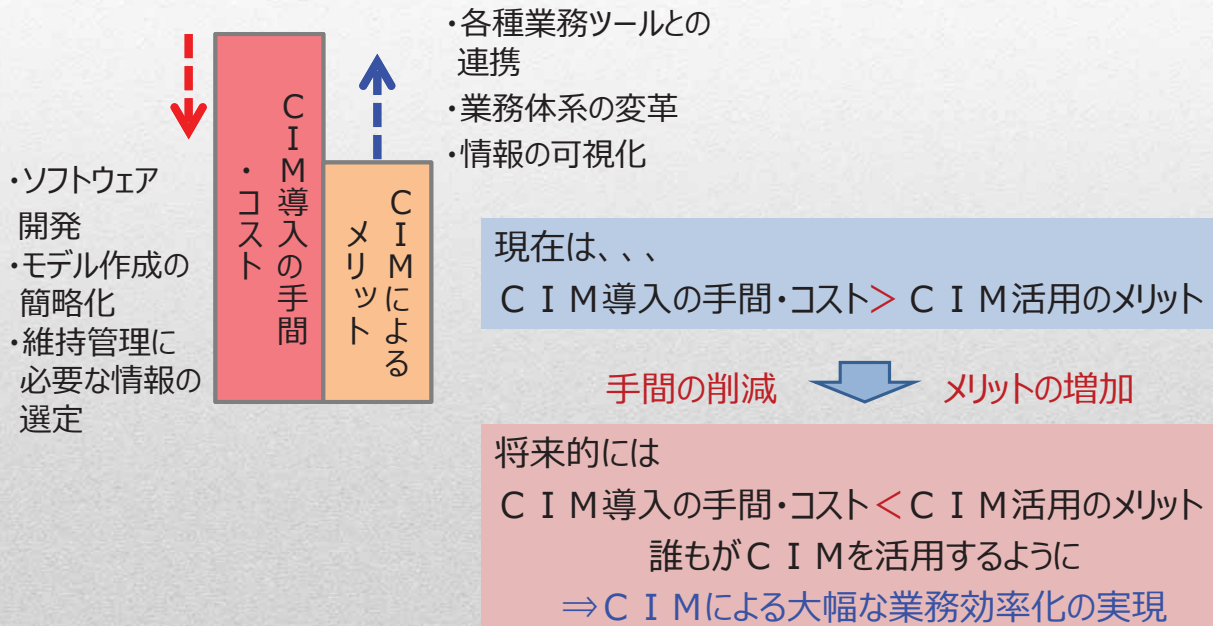 ・各種業務ツールとの
連携
・業務体系の変革
・情報の可視化
・ソフトウェア
開発
・モデル作成の
簡略化
・維持管理に
必要な情報の
選定
ＣＩＭ導入の手間
・コスト
ＣＩＭによる
メリット
現在は、、、
ＣＩＭ導入の手間・コスト＞ＣＩＭ活用のメリット
手間の削減 メリットの増加
将来的には
ＣＩＭ導入の手間・コスト＜ＣＩＭ活用のメリット
誰もがＣＩＭを活用するように
⇒ＣＩＭによる大幅な業務効率化の実現